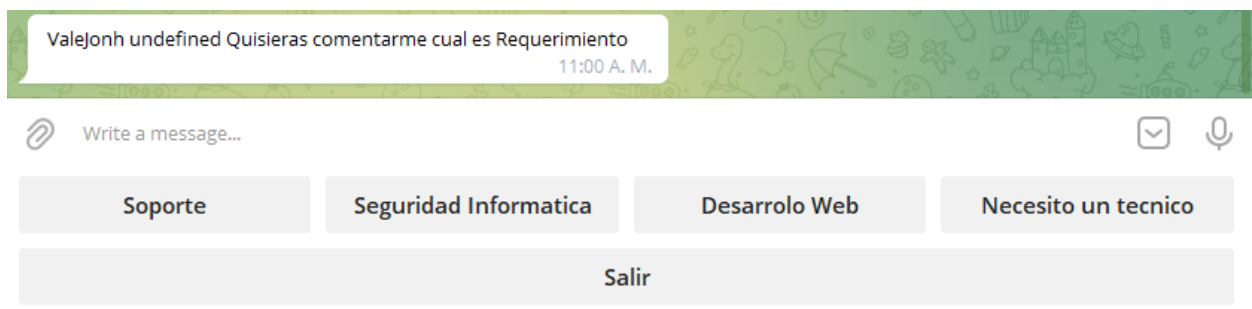 ValeJonh undefined Quisieras comentarme cual es Requerimiento
11:00 A. M.
Write a message...
Soporte
Seguridad Informatica
Desarrolo Web
Necesito un tecnico
Salir